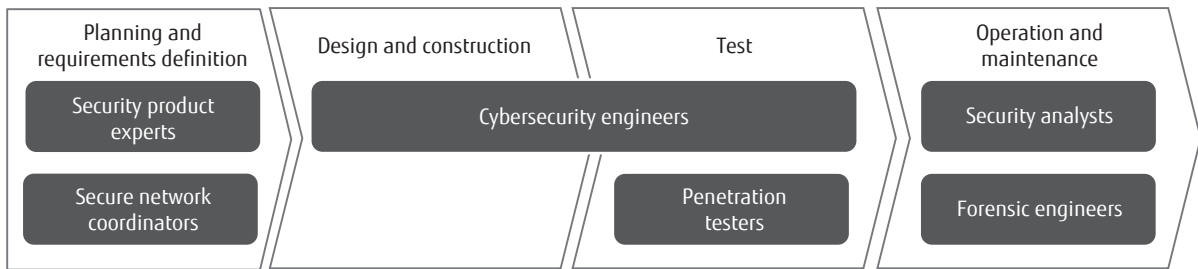 Planning and
requirements definition
Design and construction
Test
Operation and
maintenance
Security product
experts
Cybersecurity engineers
Security analysts
Secure network
coordinators
Penetration
testers
Forensic engineers